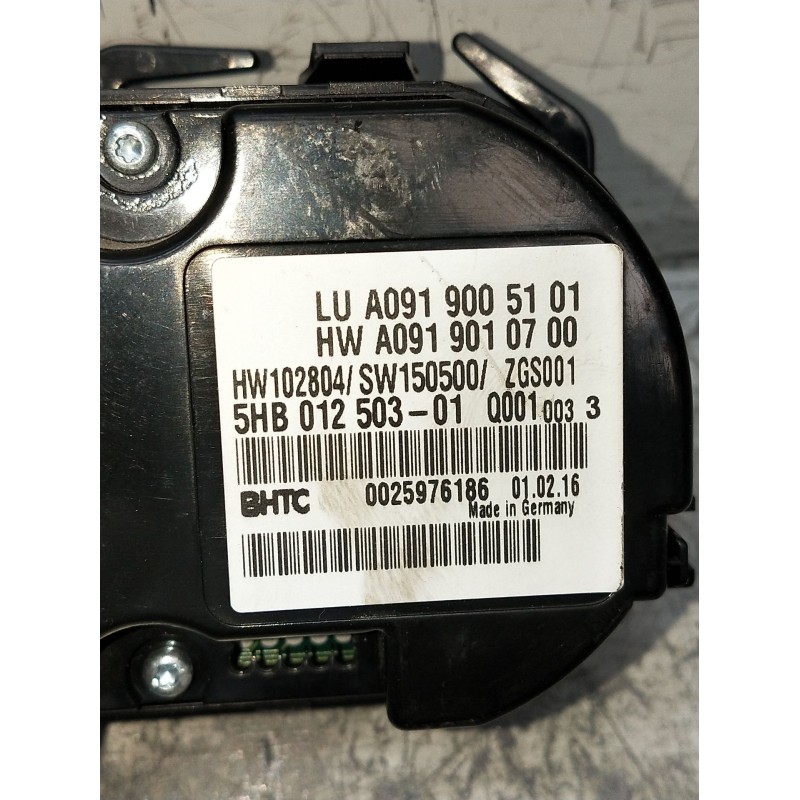 LU A091 900 51 01
HW A091 901 07 00
HW102804/ SW150500/ ZGS001
5HB 012 503-01 Q001 003 3
BHTC 0025976186 01.02.16
Made in Germany